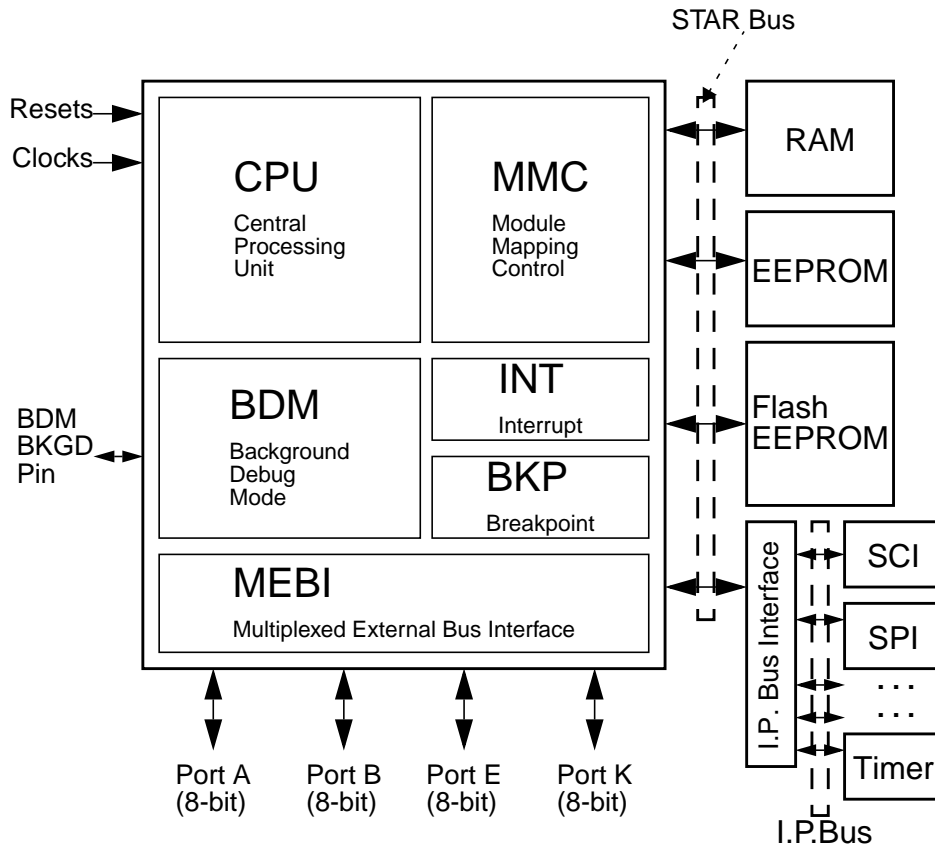 STAR Bus
Resets
Clocks
CPU
Central
Processing
Unit
MMC
Module
Mapping
Control
RAM
EEPROM
BDM
BKGD
Pin
BDM
Background
Debug
Mode
INT
Interrupt
BKP
Breakpoint
Flash
EEPROM
MEBI
Multiplexed External Bus Interface
I.P. Bus Interface
SCI
SPI
...
...
Timer
I.P.Bus
Port A
(8-bit)
Port B
(8-bit)
Port E
(8-bit)
Port K
(8-bit)